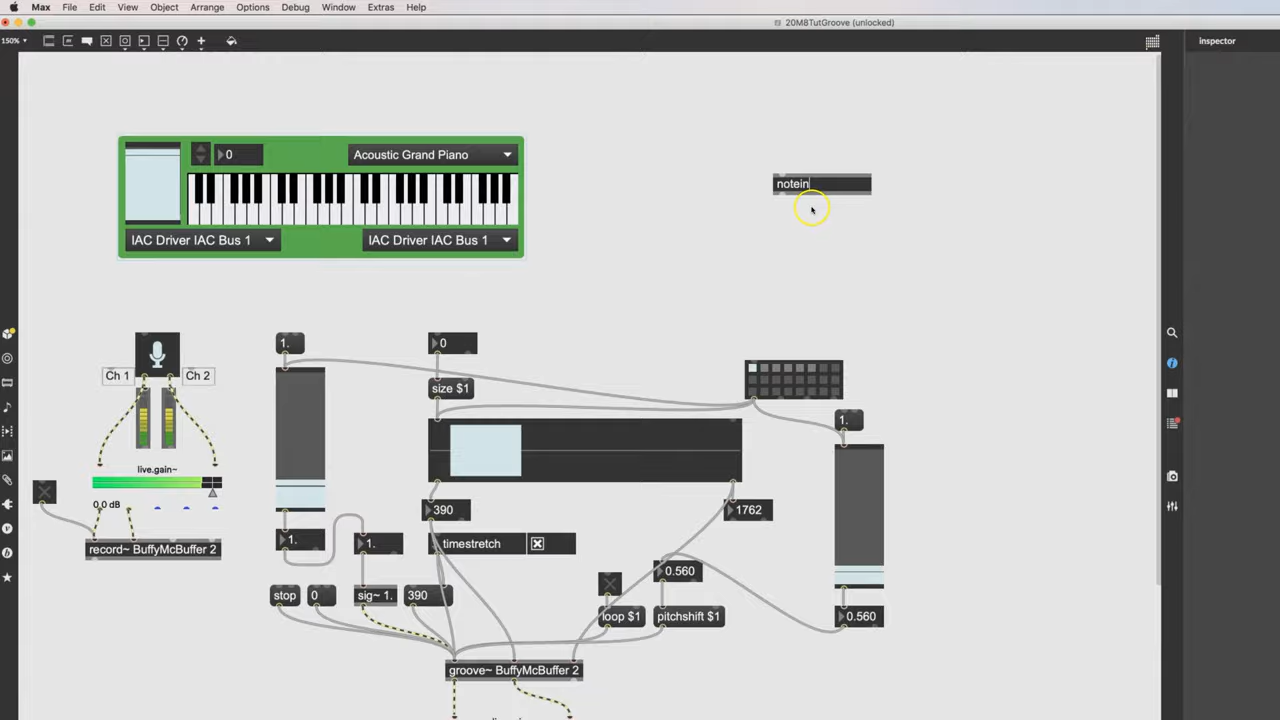 Max File Edit View Object Arrange Options Debug Window Extras Help
20M8TutGroove (unlocked)
150%
inspector
0
Acoustic Grand Piano
notein
IAC Driver IAC Bus 1
IAC Driver IAC Bus 1
1.
0
Ch 1
Ch 2
size $1
1.
live.gain~
0.0 dB
390
1762
1.
1.
timestretch
record~ BuffyMcBuffer 2
0.560
stop
0
sig~ 1.
390
loop $1
pitchshift $1
0.560
groove~ BuffyMcBuffer 2